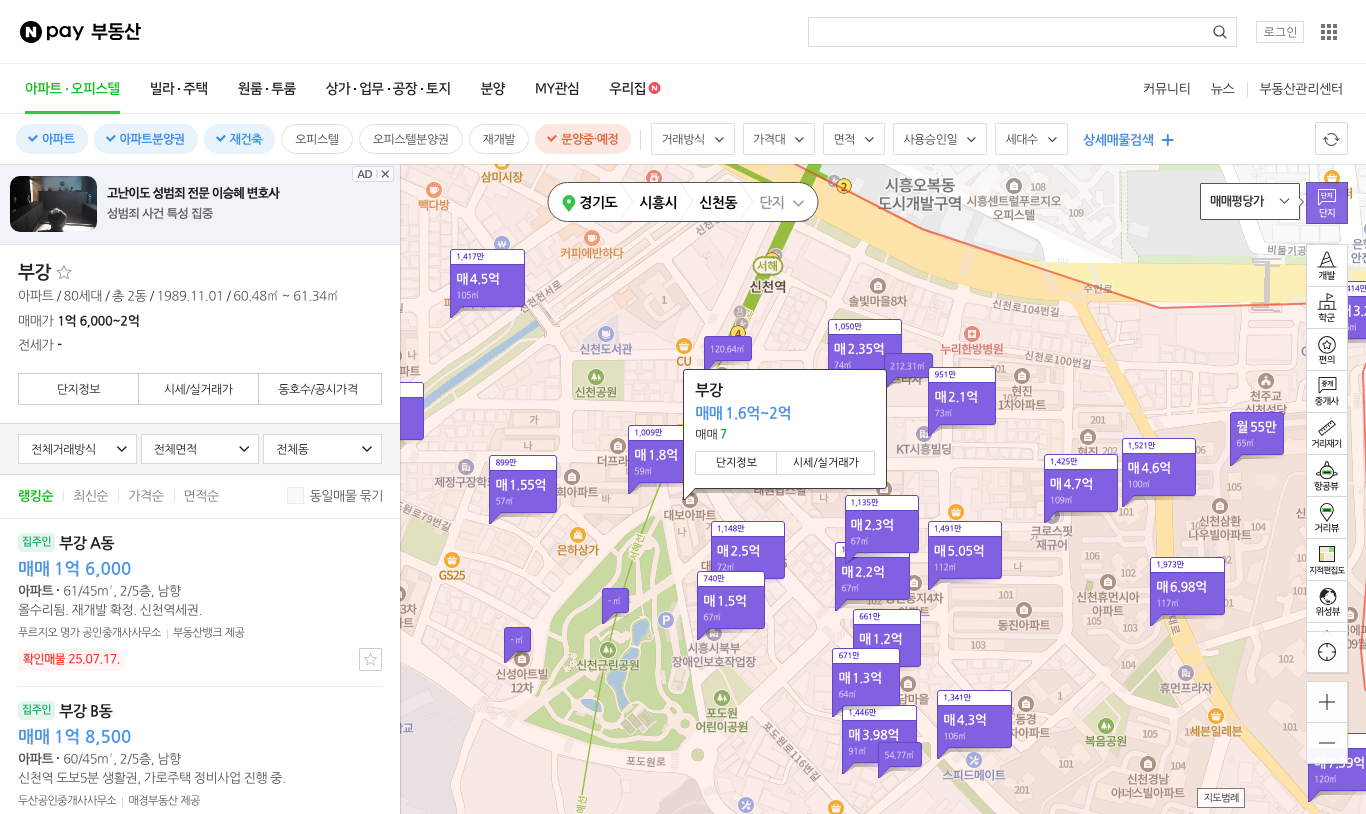 N pay 부동산
로그인
아파트·오피스텔
빌라·주택
원룸·투룸
상가·업무·공장·토지
분양
MY관심
우리집 N
커뮤니티
뉴스
부동산관리센터
아파트
아파트분양권
재건축
오피스텔
오피스텔분양권
재개발
분양중·예정
거래방식
가격대
면적
사용승인일
세대수
상세매물검색
AD
고난이도 성범죄 전문 이승혜 변호사
성범죄 사건 특성 집중
부강
아파트 / 80세대 / 총 2동 / 1989.11.01 / 60.48㎡ ~ 61.34㎡
매매가 1억 6,000~2억
전세가 -
단지정보
시세/실거래가
동호수/공시가격
전체거래방식
전체면적
전체동
랭킹순
최신순
가격순
면적순
동일매물 묶기
집주인 부강 A동
매매 1억 6,000
아파트 · 61/45㎡, 2/5층, 남향
올수리됨. 재개발 확정. 신천역세권.
푸르지오 명가 공인중개사사무소 | 부동산뱅크 제공
확인매물 25.07.17.
집주인 부강 B동
매매 1억 8,500
아파트 · 60/45㎡, 2/5층, 남향
신천역 도보5분 생활권, 가로주택 정비사업 진행 중.
두산공인중개사사무소 | 매경부동산 제공
삼미시장
빽다방
경기도
시흥시
신천동
단지
2
시흥오복동
도시개발구역
108
시흥센트럴푸르지오
오피스텔
109
매매평당가
단지
단지
커피에반하다
1,417만
매4.5억
105㎡
서해
신천역
솔빛마을8차
수인로
신천로104번길
비둘기공
개발
학군
편의
중개
중개사
거리재기
항공뷰
거리뷰
지적편집도
위성뷰
1
신천도서관
CU
4
120.64㎡
1,050만
매2.35억
74㎡
212.31㎡
누리한방병원
신천로100번길
951만
매2.1억
73㎡
현진
1차아파트
신천공원
천주교
신천성당
부강
매매 1.6억~2억
매매 7
단지정보
시세/실거래가
월55만
65㎡
가
나
201
KT시흥빌딩
1,009만
매1.8억
59㎡
899만
매1.55억
57㎡
제정구장학
1,425만
매4.7억
109㎡
1,521만
매4.6억
100㎡
대보아파트
1,135만
매2.3억
67㎡
1,148만
매2.5억
72㎡
1,491만
매5.05억
112㎡
크로스핏
재규어
신천삼환
나우빌아파트
은하상가
GS25
서해선
매2.2억
67㎡
740만
매1.5억
67㎡
1,973만
매6.98억
117㎡
신천휴먼시아
아파트
동진아파트
- ㎡
P
- ㎡
661만
매1.2억
시흥시북부
장애인보호작업장
신천근린공원
신성아트빌
12차
671만
매1.3억
64㎡
휴먼프라자
포도원
어린이공원
1,341만
매4.3억
106㎡
1,446만
매3.98억
91㎡
54.77㎡
세븐일레븐
복음공원
포도원로
포도원로116번길
스피드메이트
신천경남
아너스빌아파트
120㎡
지도범례